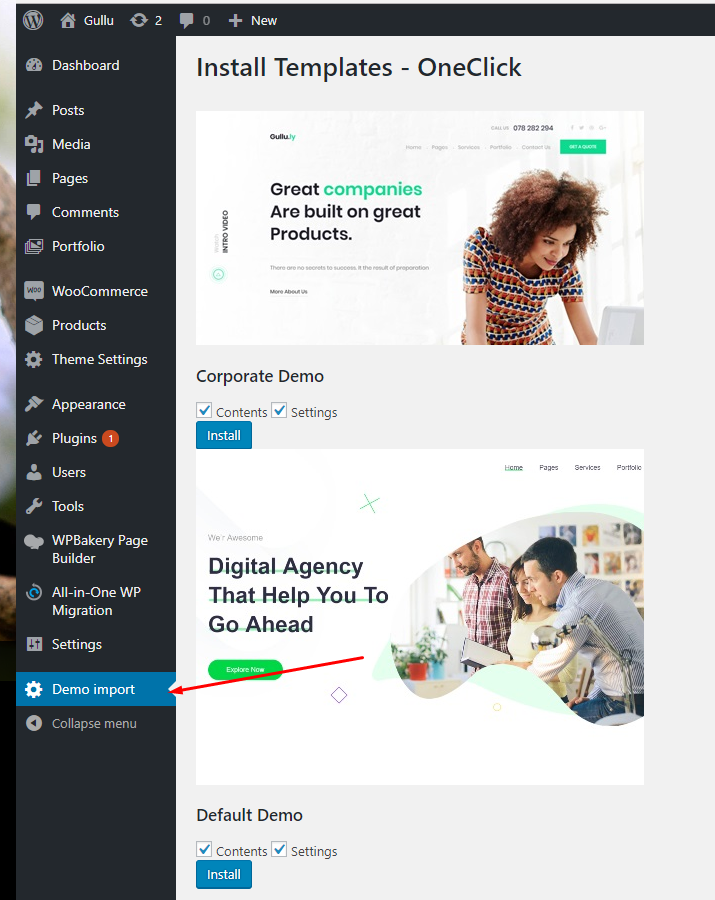 Gullu 2 0 New
Dashboard
Posts
Media
Pages
Comments
Portfolio
WooCommerce
Products
Theme Settings
Appearance
Plugins 1
Users
Tools
WPBakery Page
Builder
All-in-One WP
Migration
Settings
Demo import
Collapse menu
Install Templates - OneClick
CALL US 078 282 294
Gullu.ly
Home Pages Services Portfolio Contact Us GET A QUOTE
Great companies
Are built on great
Products.
INTRO VIDEO
There are no secrets to success. It the result of preparation
More About Us
Corporate Demo
Contents Settings
Install
Home Pages Services Portfolio
We'r Awesome
Digital Agency
That Help You To
Go Ahead
Explore Now
Default Demo
Contents Settings
Install